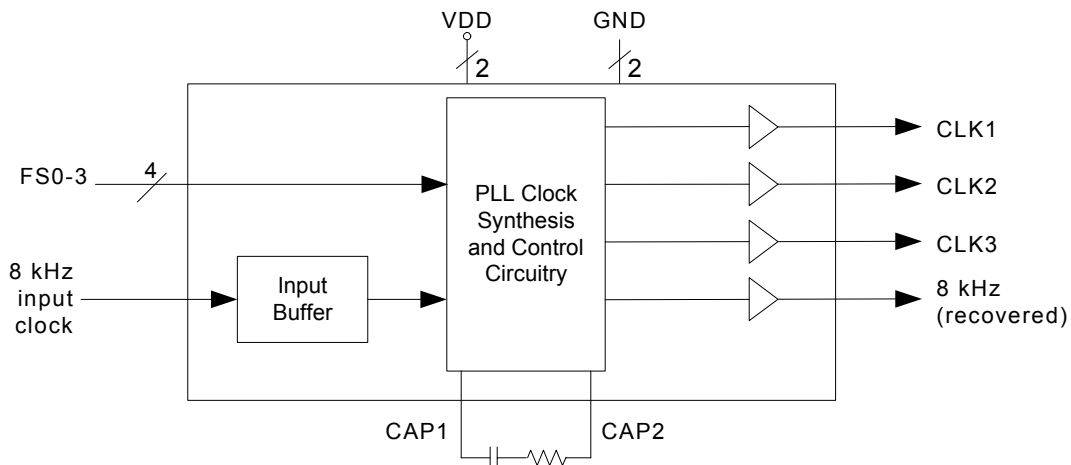 VDD
GND
2
2
FS0-3
4
8 kHz
input
clock
Input
Buffer
PLL Clock
Synthesis
and Control
Circuitry
CLK1
CLK2
CLK3
8 kHz
(recovered)
CAP1
CAP2